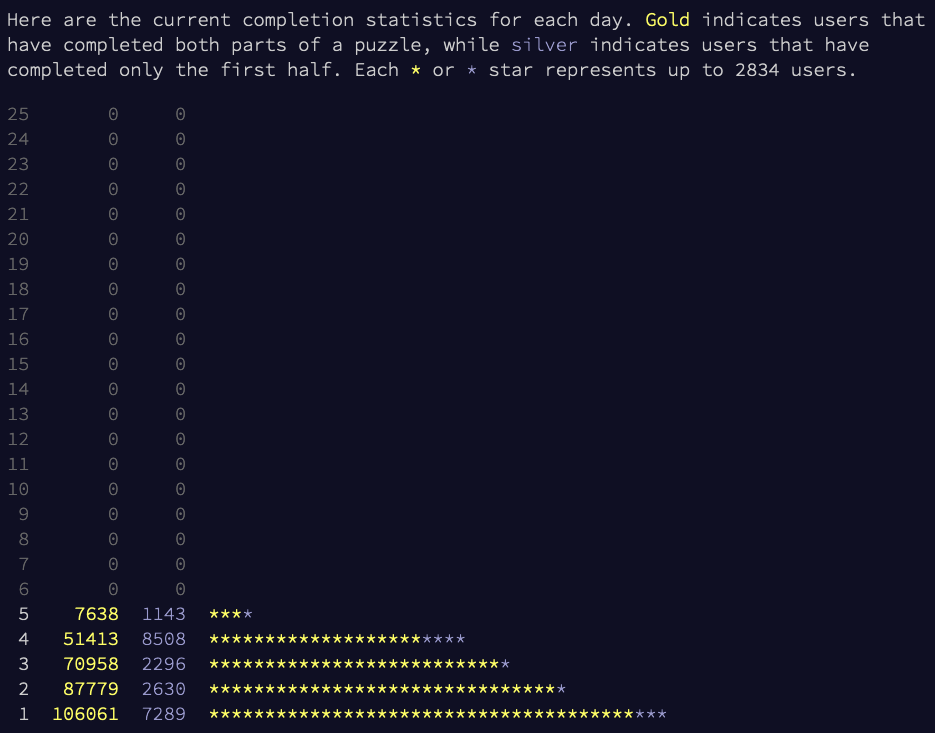 Here are the current completion statistics for each day. Gold indicates users that
have completed both parts of a puzzle, while silver indicates users that have
completed only the first half. Each * or * star represents up to 2834 users.
25 0 0
24 0 0
23 0 0
22 0 0
21 0 0
20 0 0
19 0 0
18 0 0
17 0 0
16 0 0
15 0 0
14 0 0
13 0 0
12 0 0
11 0 0
10 0 0
9 0 0
8 0 0
7 0 0
6 0 0
5 7638 1143 ****
4 51413 8508 ***********************
3 70958 2296 ***************************
2 87779 2630 ********************************
1 106061 7289 *****************************************